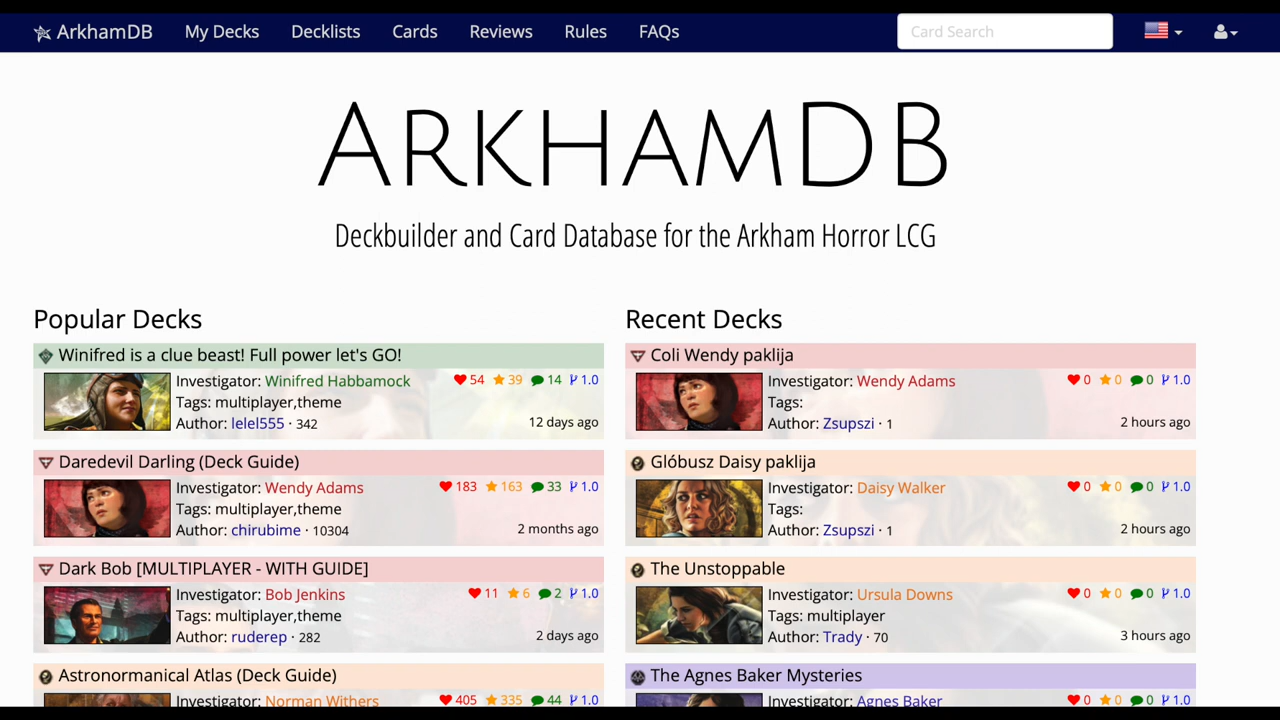 ArkhamDB My Decks Decklists Cards Reviews Rules FAQs Card Search
ARKHAMDB
Deckbuilder and Card Database for the Arkham Horror LCG
Popular Decks
Winifred is a clue beast! Full power let's GO!
Investigator: Winifred Habbamock 54 39 14 1.0
Tags: multiplayer,theme
Author: lelel555 · 342 12 days ago
Daredevil Darling (Deck Guide)
Investigator: Wendy Adams 183 163 33 1.0
Tags: multiplayer,theme
Author: chirubime · 10304 2 months ago
Dark Bob [MULTIPLAYER - WITH GUIDE]
Investigator: Bob Jenkins 11 6 2 1.0
Tags: multiplayer,theme
Author: ruderep · 282 2 days ago
Astronormanical Atlas (Deck Guide)
Investigator: Norman Withers 405 335 44 1.0
Recent Decks
Coli Wendy paklija
Investigator: Wendy Adams 0 0 0 1.0
Tags:
Author: Zsupszi · 1 2 hours ago
Glóbusz Daisy paklija
Investigator: Daisy Walker 0 0 0 1.0
Tags:
Author: Zsupszi · 1 2 hours ago
The Unstoppable
Investigator: Ursula Downs 0 0 0 1.0
Tags: multiplayer
Author: Trady · 70 3 hours ago
The Agnes Baker Mysteries
Investigator: Agnes Baker 0 0 0 1.0